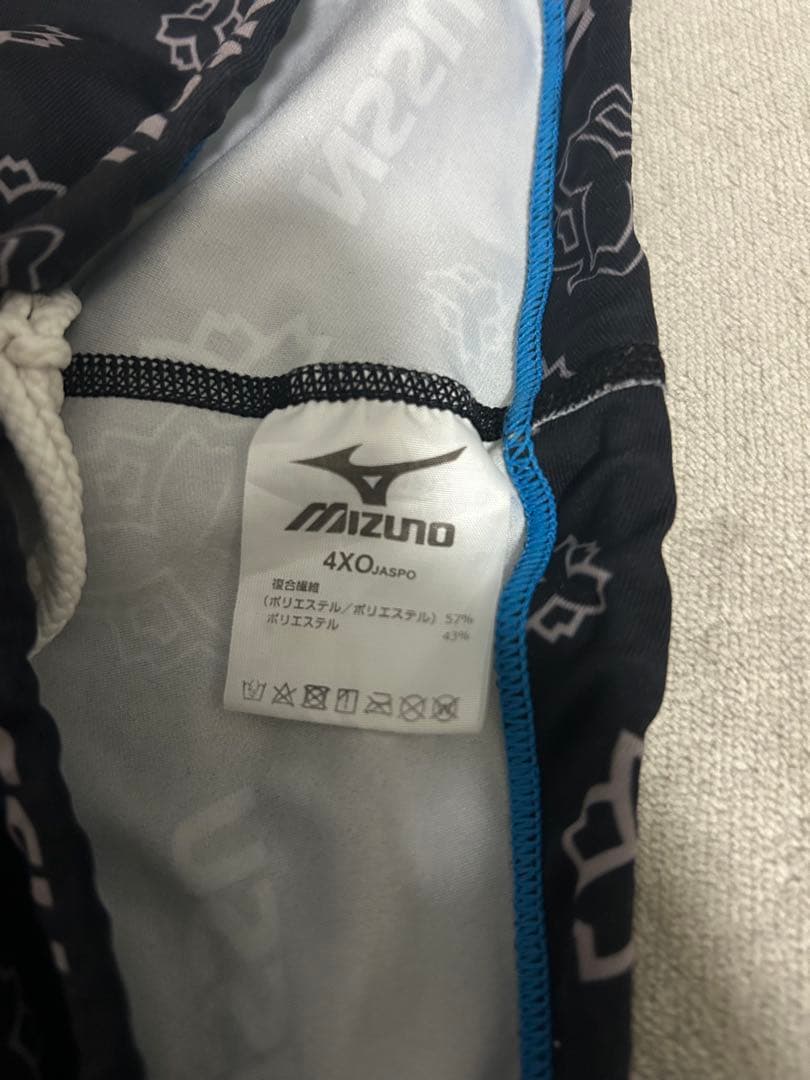 MIZUNO
4XO JASPO
複合繊維
(ポリエステル/ポリエステル) 57%
ポリエステル 43%